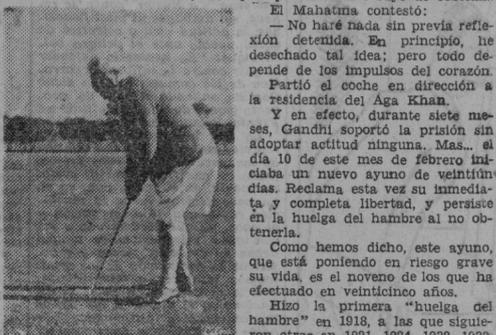 El Mahatma contestó:
— No haré nada sin previa refle-
xión detenida. En principio, he
desechado tal idea; pero todo de-
pende de los impulsos del corazón.
Partió el coche en dirección a
la residencia del Aga Khan.
Y en efecto, durante siete me-
ses, Gandhi soportó la prisión sin
adoptar actitud ninguna. Mas... el
día 10 de este mes de febrero ini-
ciaba un nuevo ayuno de veintiún
días. Reclama esta vez su inmedia-
ta y completa libertad, y persiste
en la huelga del hambre al no ob-
tenerla.
Como hemos dicho, este ayuno,
que está poniendo en riesgo grave
su vida, es el noveno de los que ha
efectuado en veinticinco años.
Hizo la primera "huelga del
hambre" en 1918, a las que siguie-